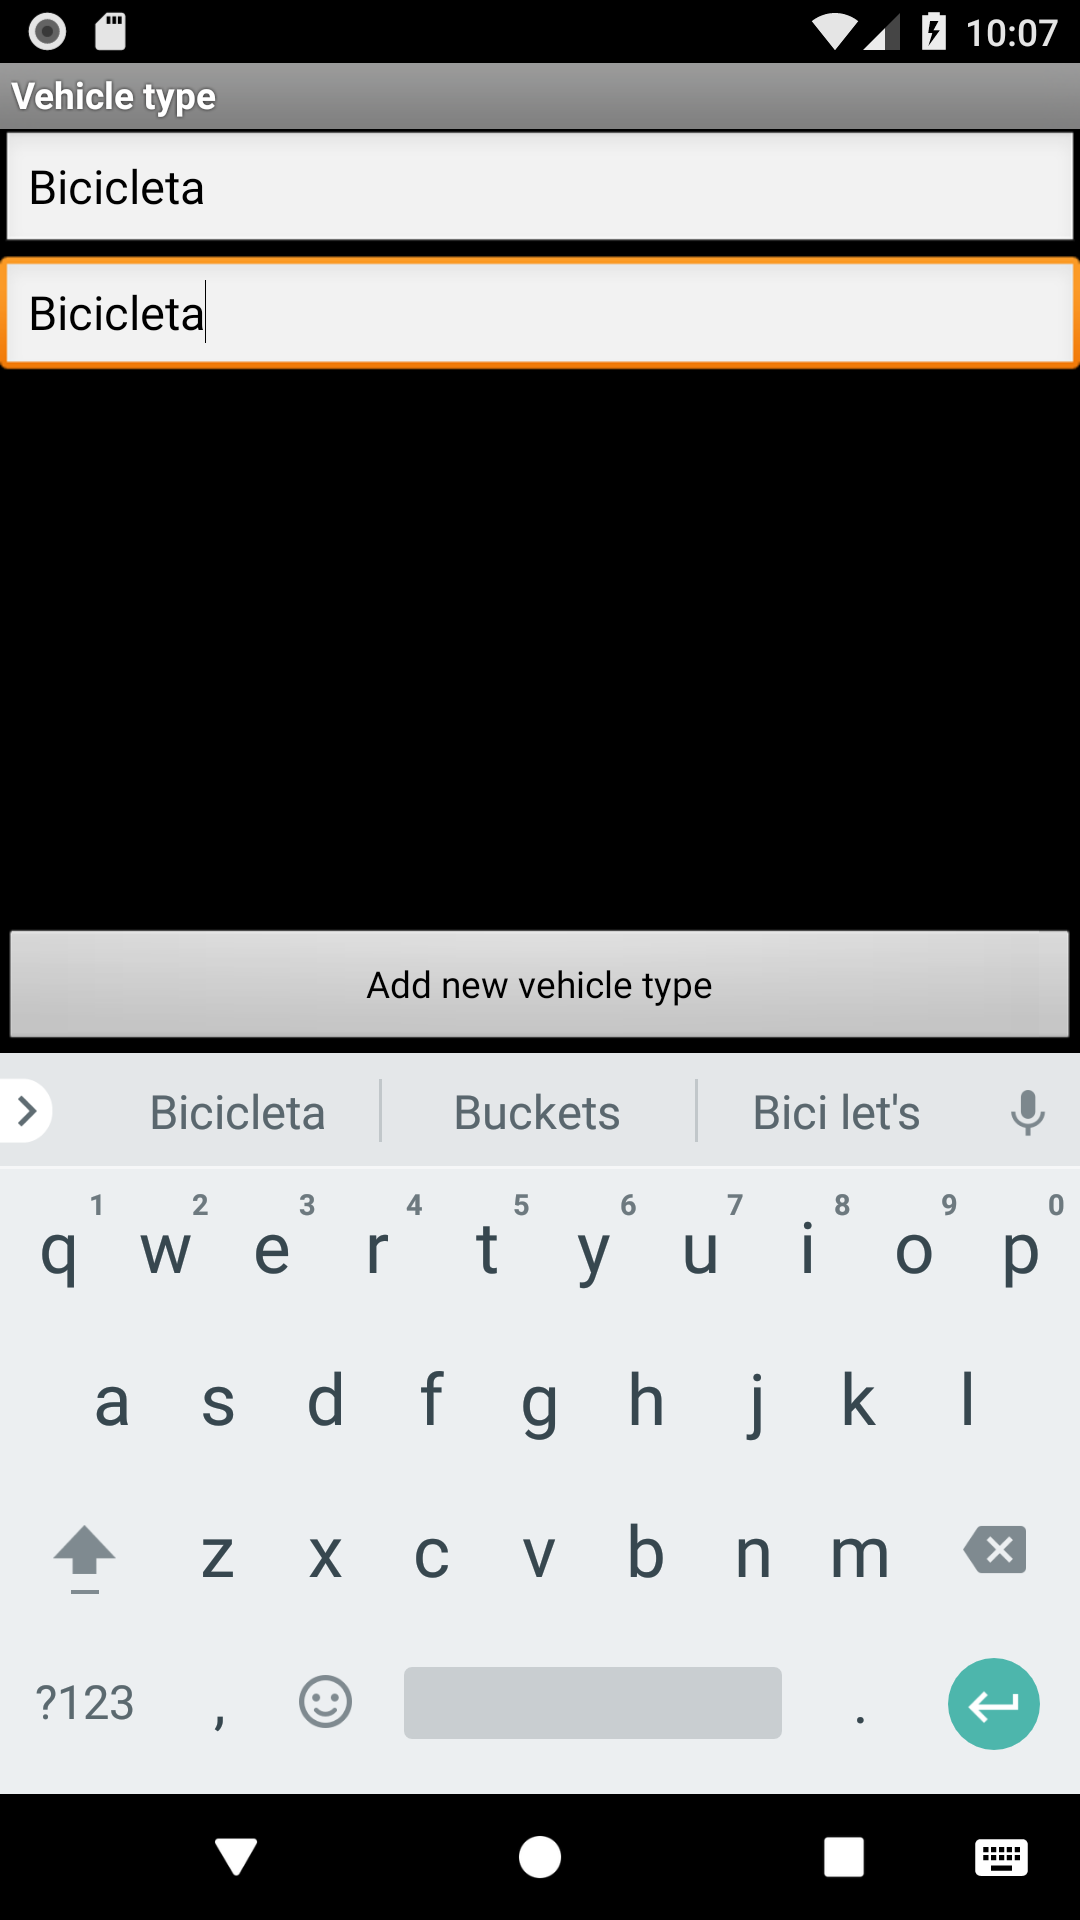 10:07
Vehicle type
Bicicleta
Bicicleta
Add new vehicle type
Bicicleta Buckets Bici let's
1 2 3 4 5 6 7 8 9 0
q w e r t y u i o p
a s d f g h j k l
z x c v b n m
?123 , .